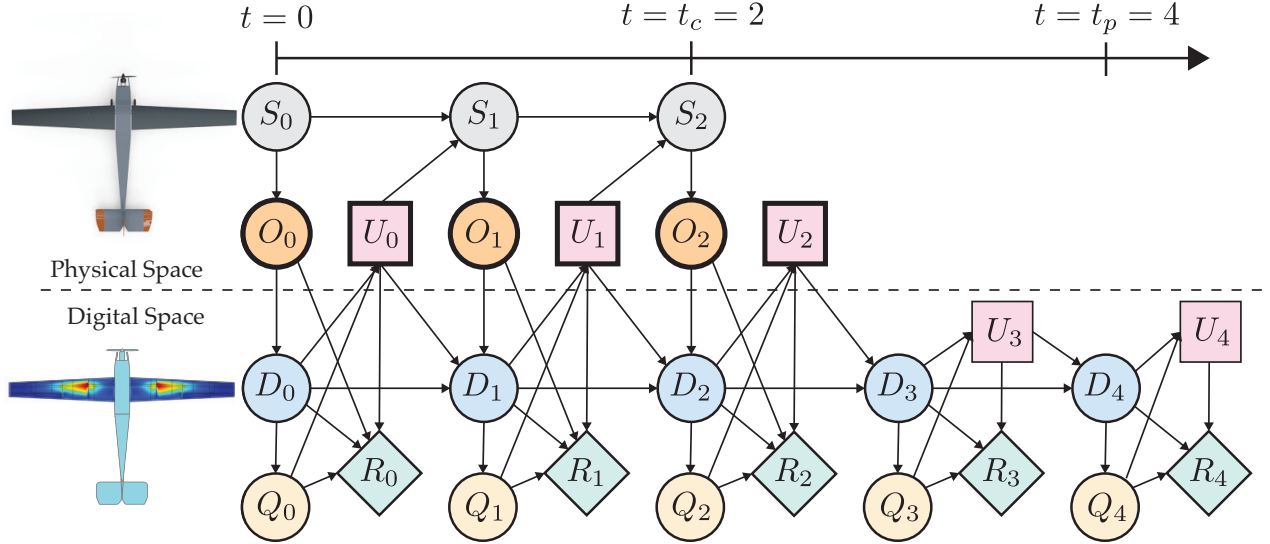 t = 0
t = t_c = 2
t = t_p = 4
S_0 S_1 S_2
O_0 U_0 O_1 U_1 O_2 U_2
Physical Space
Digital Space
U_3 U_4
D_0 D_1 D_2 D_3 D_4
R_0 R_1 R_2 R_3 R_4
Q_0 Q_1 Q_2 Q_3 Q_4